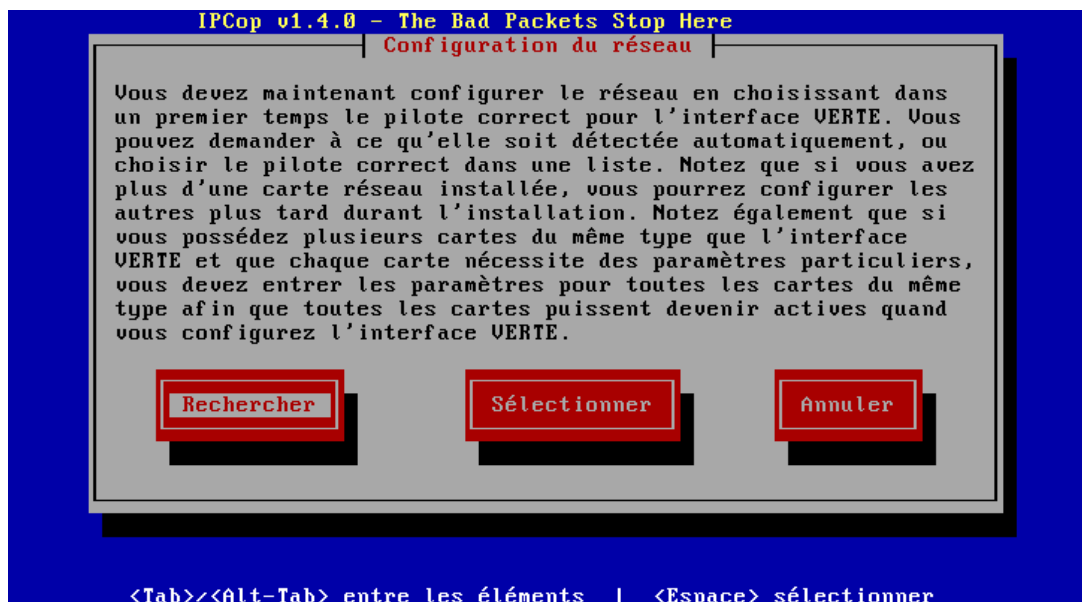 IPCop v1.4.0 - The Bad Packets Stop Here
Configuration du réseau
Vous devez maintenant configurer le réseau en choisissant dans
un premier temps le pilote correct pour l'interface VERTE. Vous
pouvez demander à ce qu'elle soit détectée automatiquement, ou
choisir le pilote correct dans une liste. Notez que si vous avez
plus d'une carte réseau installée, vous pourrez configurer les
autres plus tard durant l'installation. Notez également que si
vous possédez plusieurs cartes du même type que l'interface
VERTE et que chaque carte nécessite des paramètres particuliers,
vous devez entrer les paramètres pour toutes les cartes du même
type afin que toutes les cartes puissent devenir actives quand
vous configurez l'interface VERTE.
Rechercher Sélectionner Annuler
<Tab>/<Alt-Tab> entre les éléments | <Espace> sélectionner